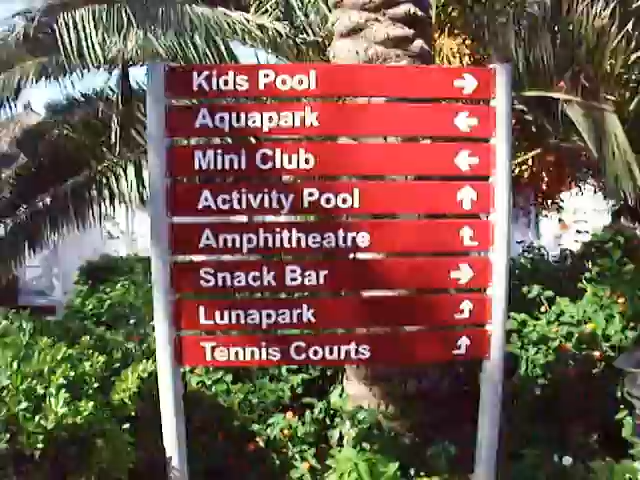 Kids Pool →
Aquapark ←
Mini Club ←
Activity Pool ↑
Amphitheatre ↰
Snack Bar →
Lunapark ⮥
Tennis Courts ⮥